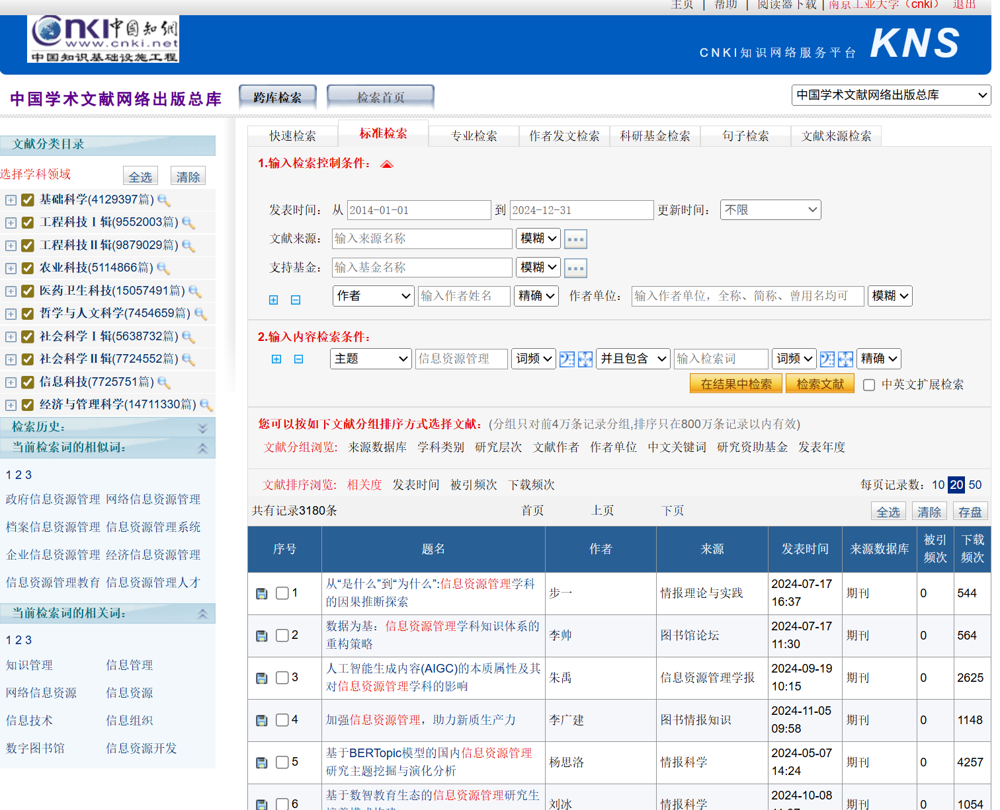 主页 | 帮助 | 阅读器下载 | 南京工业大学（cnki） 退出
cnki中国知网
www.cnki.net
中国知识基础设施工程
CNKI知识网络服务平台 KNS
中国学术文献网络出版总库 跨库检索 检索首页 中国学术文献网络出版总库
文献分类目录
选择学科领域 全选 清除
基础科学(4129397篇)
工程科技Ⅰ辑(9552003篇)
工程科技Ⅱ辑(9879029篇)
农业科技(5114866篇)
医药卫生科技(15057491篇)
哲学与人文科学(7454659篇)
社会科学Ⅰ辑(5638732篇)
社会科学Ⅱ辑(7724552篇)
信息科技(7725751篇)
经济与管理科学(14711330篇)
检索历史：
当前检索词的相似词：
1 2 3
政府信息资源管理 网络信息资源管理
档案信息资源管理 信息资源管理系统
企业信息资源管理 经济信息资源管理
信息资源管理教育 信息资源管理人才
当前检索词的相关词：
1 2 3
知识管理 信息管理
网络信息资源 信息资源
信息技术 信息组织
数字图书馆 信息资源开发
快速检索 标准检索 专业检索 作者发文检索 科研基金检索 句子检索 文献来源检索
1.输入检索控制条件：
发表时间： 从 2014-01-01 到 2024-12-31 更新时间： 不限
文献来源： 输入来源名称 模糊 ...
支持基金： 输入基金名称 模糊 ...
作者 输入作者姓名 精确 作者单位： 输入作者单位，全称、简称、曾用名均可 模糊
2.输入内容检索条件：
主题 信息资源管理 词频 并且包含 输入检索词 词频 精确
在结果中检索 检索文献 中英文扩展检索
您可以按如下文献分组排序方式选择文献：(分组只对前4万条记录分组,排序只在800万条记录以内有效)
文献分组浏览: 来源数据库 学科类别 研究层次 文献作者 作者单位 中文关键词 研究资助基金 发表年度
文献排序浏览: 相关度 发表时间 被引频次 下载频次 每页记录数： 10 20 50
共有记录3180条 首页 上页 下页 全选 清除 存盘
序号 题名 作者 来源 发表时间 来源数据库 被引频次 下载频次
1 从“是什么”到“为什么”:信息资源管理学科的因果推断探索 步一 情报理论与实践 2024-07-17 16:37 期刊 0 544
2 数据为基：信息资源管理学科知识体系的重构策略 李帅 图书馆论坛 2024-07-17 11:30 期刊 0 564
3 人工智能生成内容(AIGC)的本质属性及其对信息资源管理学科的影响 朱禹 信息资源管理学报 2024-09-19 10:15 期刊 0 2625
4 加强信息资源管理，助力新质生产力 李广建 图书情报知识 2024-11-05 09:58 期刊 0 1148
5 基于BERTopic模型的国内信息资源管理研究主题挖掘与演化分析 杨思洛 情报科学 2024-05-07 14:24 期刊 0 4257
6 基于数智教育生态的信息资源管理研究生 刘冰 情报科学 2024-10-08 期刊 0 1054